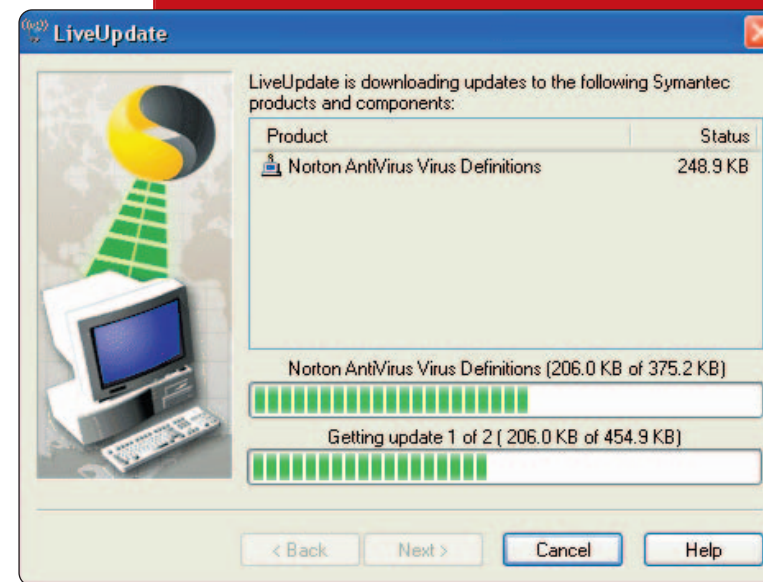 LiveUpdate
LiveUpdate is downloading updates to the following Symantec
products and components:
Product Status
Norton AntiVirus Virus Definitions 248.9 KB
Norton AntiVirus Virus Definitions (206.0 KB of 375.2 KB)
Getting update 1 of 2 ( 206.0 KB of 454.9 KB)
< Back Next > Cancel Help